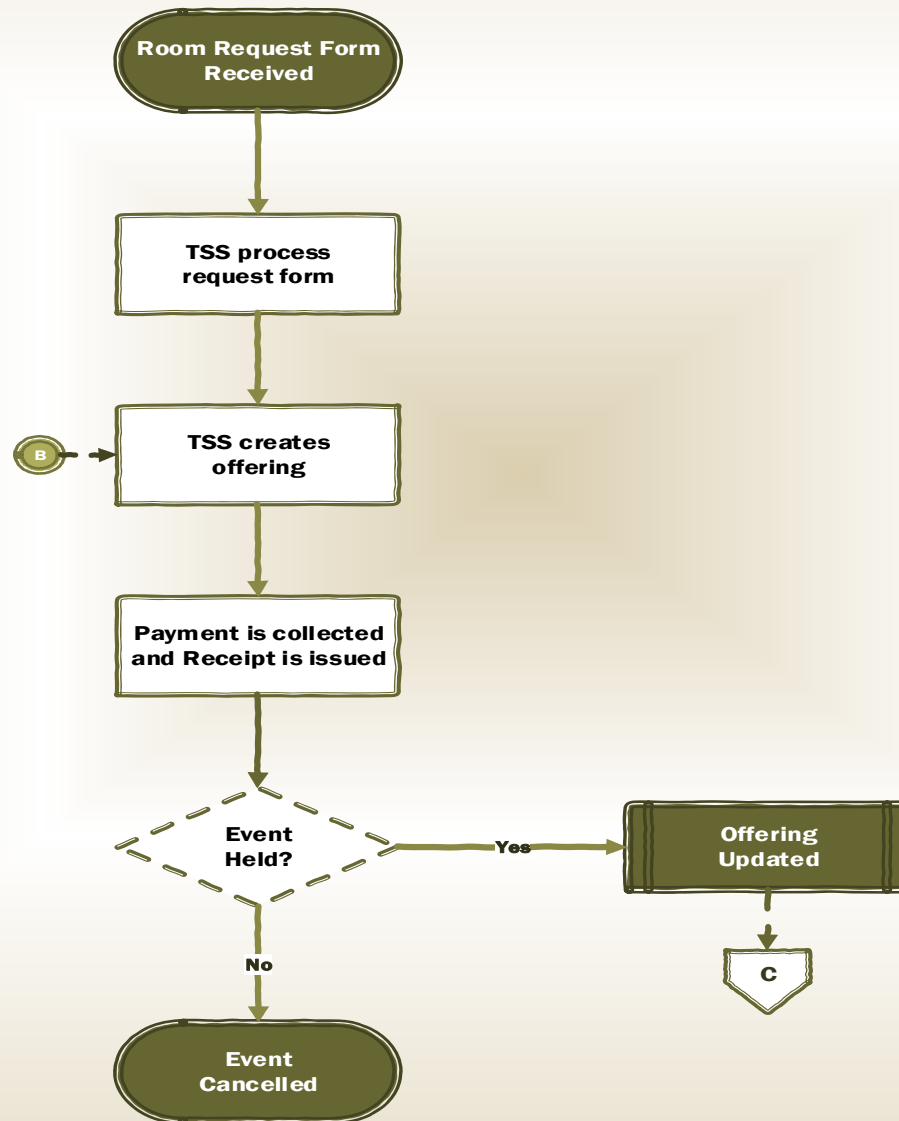 Room Request Form
Received
TSS process
request form
B
TSS creates
offering
Payment is collected
and Receipt is issued
Event
Held?
Yes
Offering
Updated
No
C
Event
Cancelled